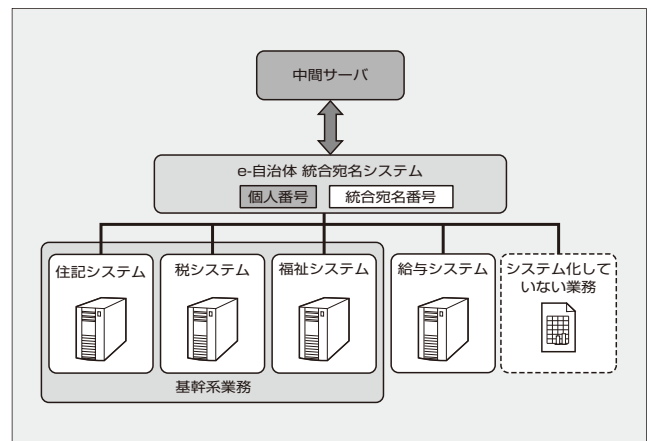 中間サーバ
e-自治体 統合宛名システム
個人番号
統合宛名番号
住記システム
税システム
福祉システム
給与システム
システム化して
いない業務
基幹系業務